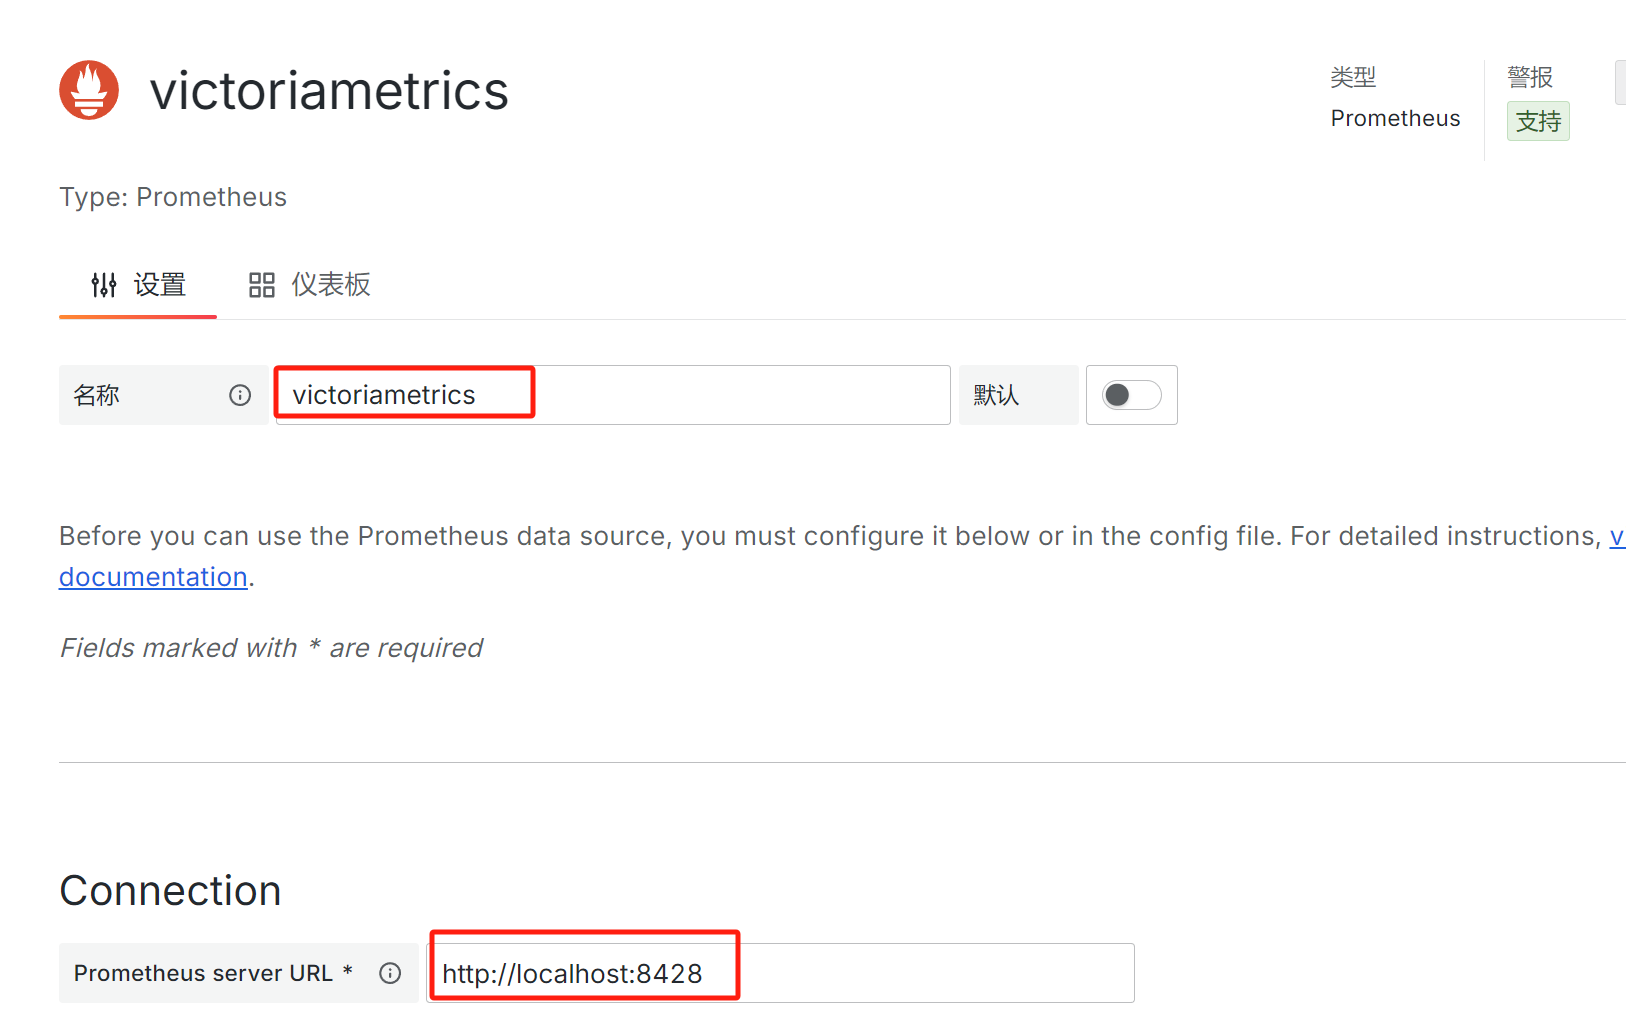 victoriametrics
类型
Prometheus
警报
支持
Type: Prometheus
设置
仪表板
名称
victoriametrics
默认
Before you can use the Prometheus data source, you must configure it below or in the config file. For detailed instructions,
documentation.
Fields marked with * are required
Connection
Prometheus server URL *
http://localhost:8428